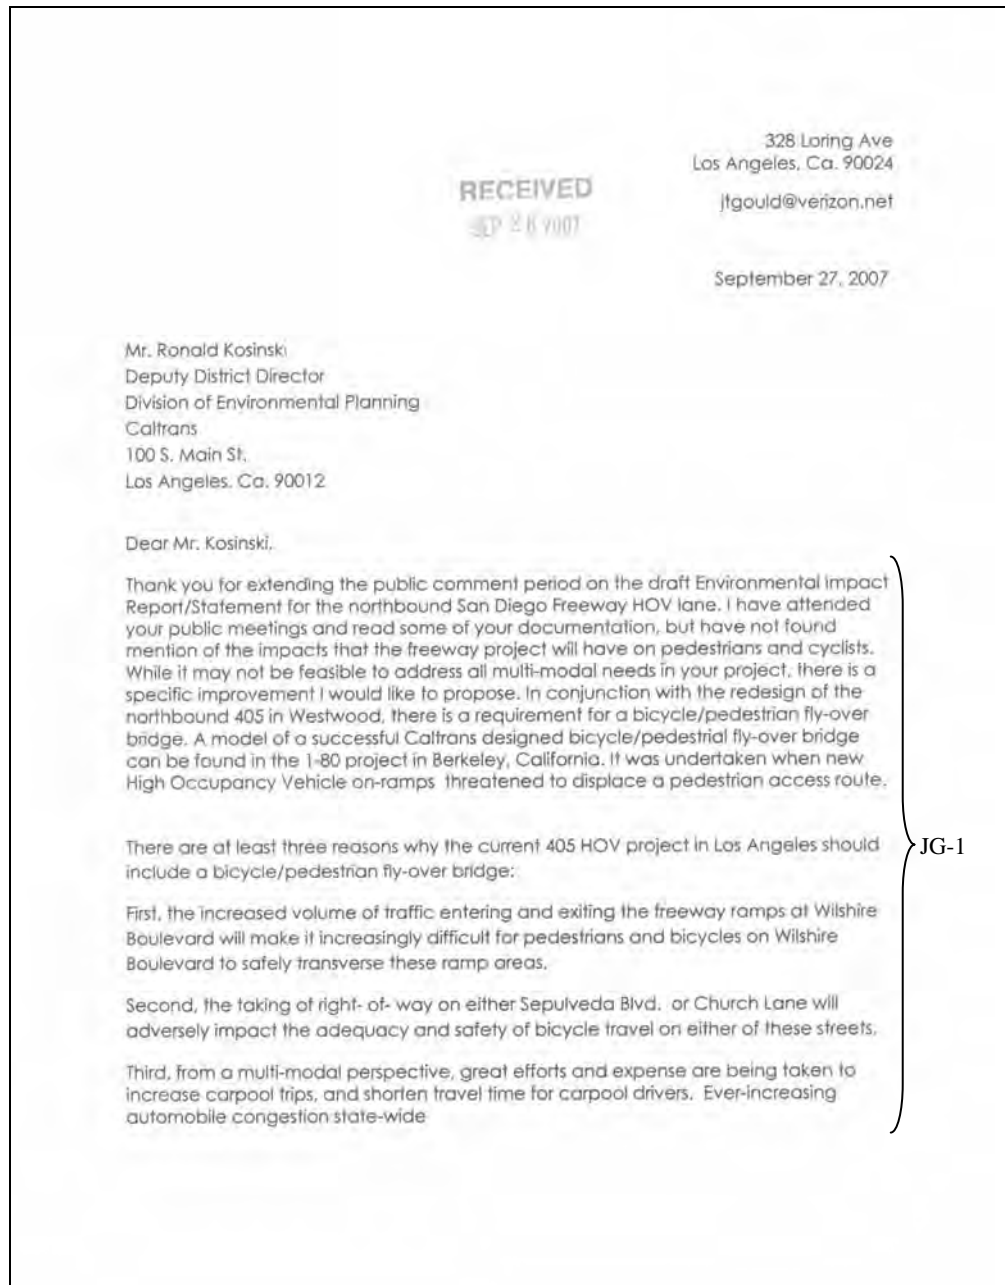 328 Loring Ave
Los Angeles, Ca. 90024
RECEIVED
jtgould@verizon.net
September 27, 2007
Mr. Ronald Kosinski
Deputy District Director
Division of Environmental Planning
Caltrans
100 S. Main St.
Los Angeles. Ca. 90012
Dear Mr. Kosinski,
Thank you for extending the public comment period on the draft Environmental Impact
Report/Statement for the northbound San Diego Freeway HOV lane. I have attended
your public meetings and read some of your documentation, but have not found
mention of the impacts that the freeway project will have on pedestrians and cyclists.
While it may not be feasible to address all multi-modal needs in your project, there is a
specific improvement I would like to propose. In conjunction with the redesign of the
northbound 405 in Westwood, there is a requirement for a bicycle/pedestrian fly-over
bridge. A model of a successful Caltrans designed bicycle/pedestrial fly-over bridge
can be found in the 1-80 project in Berkeley, California. It was undertaken when new
High Occupancy Vehicle on-ramps threatened to displace a pedestrian access route.
There are at least three reasons why the current 405 HOV project in Los Angeles should
include a bicycle/pedestrian fly-over bridge:
JG-1
First, the increased volume of traffic entering and exiting the freeway ramps at Wilshire
Boulevard will make it increasingly difficult for pedestrians and bicycles on Wilshire
Boulevard to safely transverse these ramp areas.
Second, the taking of right- of- way on either Sepulveda Blvd. or Church Lane will
adversely impact the adequacy and safety of bicycle travel on either of these streets.
Third, from a multi-modal perspective, great efforts and expense are being taken to
increase carpool trips, and shorten travel time for carpool drivers. Ever-increasing
automobile congestion state-wide